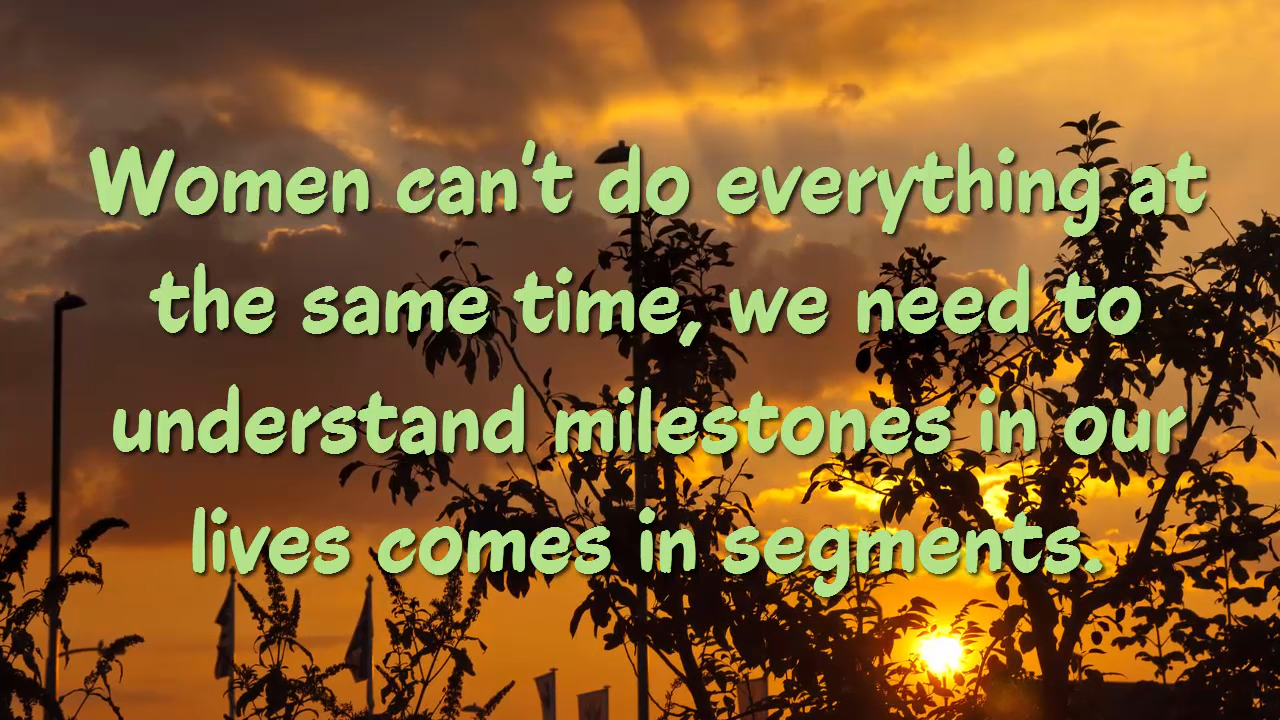 Women can't do everything at
the same time, we need to
understand milestones in our
lives comes in segments.